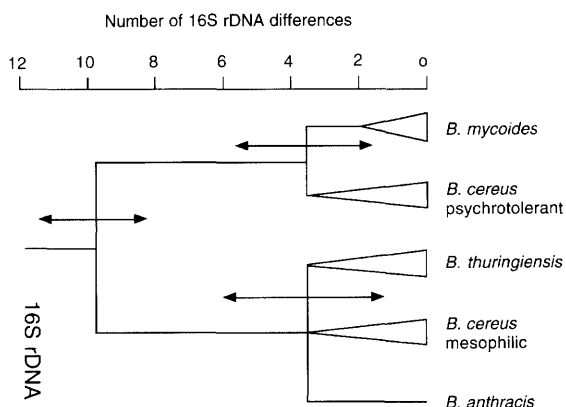 Number of 16S rDNA differences
12 10 8 6 4 2 0
B. mycoides
B. cereus
psychrotolerant
B. thuringiensis
B. cereus
mesophilic
B. anthracis
16S rDNA